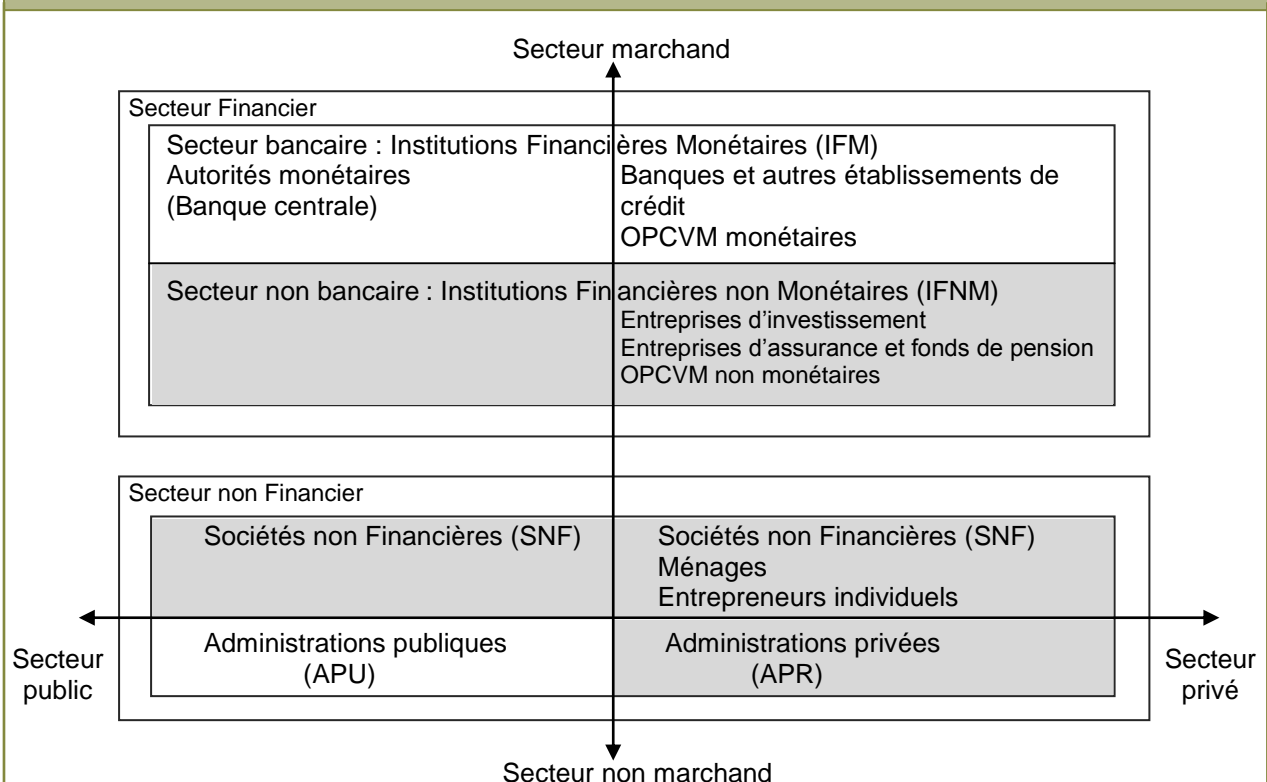 Secteur marchand
Secteur Financier
Secteur bancaire : Institutions Financières Monétaires (IFM)
Autorités monétaires
(Banque centrale)
Banques et autres établissements de
crédit
OPCVM monétaires
Secteur non bancaire : Institutions Financières non Monétaires (IFNM)
Entreprises d’investissement
Entreprises d’assurance et fonds de pension
OPCVM non monétaires
Secteur non Financier
Sociétés non Financières (SNF)
Sociétés non Financières (SNF)
Ménages
Entrepreneurs individuels
Secteur
public
Administrations publiques
(APU)
Administrations privées
(APR)
Secteur
privé
Secteur non marchand